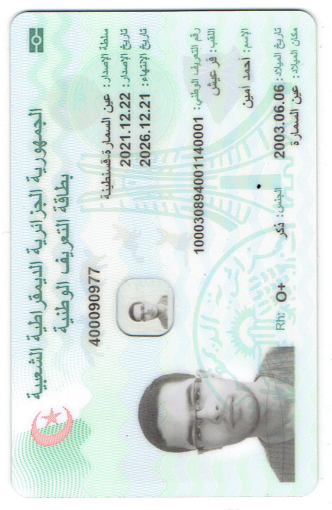 الجمهورية الجزائرية الديمقراطية الشعبية
بطاقة التعريف الوطنية
400090977
سلطة الإصدار: عين السمارة-قسنطينة
تاريخ الإصدار: 2021.12.22
تاريخ الإنتهاء: 2026.12.21
رقم التعريف الوطني: 100030894001140001
اللقب: قرعيش
الإسم: أحمد أمين
تاريخ الميلاد: 2003.06.06
الجنس: ذكر
Rh: O+
مكان الميلاد: عين السمارة